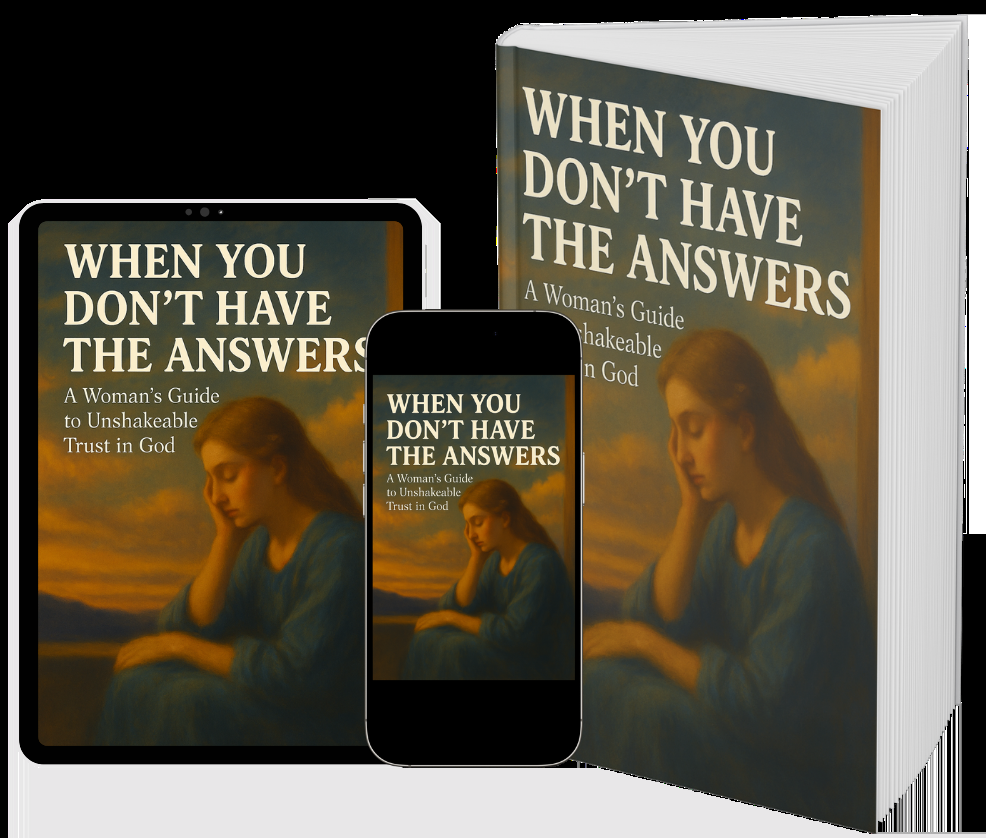 WHEN YOU
DON'T HAVE
THE ANSWERS
A Woman's Guide
to Unshakeable
Trust in God
WHEN YOU
DON'T HAVE
THE ANSWERS
A Woman's Guide
to Unshakeable
Trust in God
WHEN YOU
DON'T HAVE
THE ANSWERS
A Woman's Guide
shakeable
in God